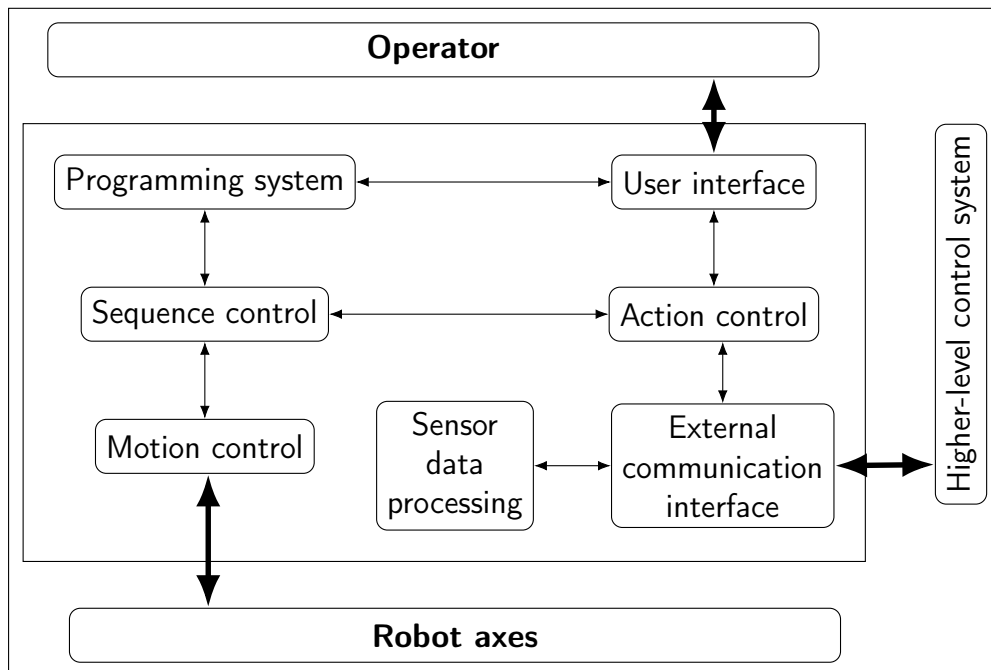 Operator
Programming system
User interface
Sequence control
Action control
Motion control
Sensor
data
processing
External
communication
interface
Higher-level control system
Robot axes